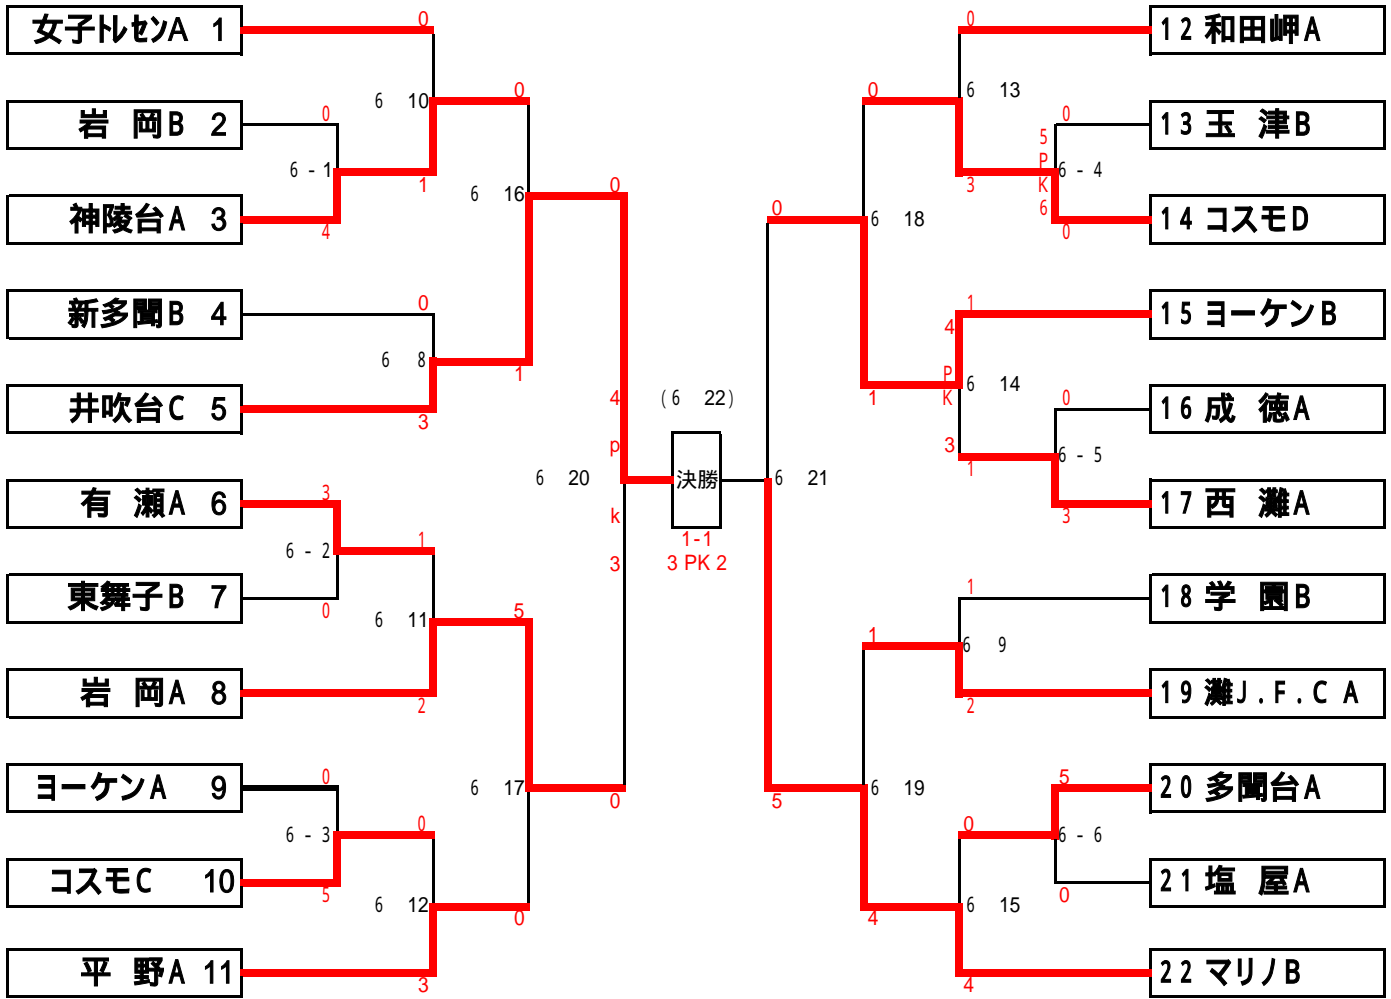 女子トレセンA 1
岩 岡B 2
神陵台A 3
新多聞B 4
井吹台C 5
有 瀬A 6
東舞子B 7
岩 岡A 8
ヨーケンA 9
コスモC 10
平 野A 11
0
6 10
0
6-1
1
4
0
6 8
3
3
6-2
0
1
6 11
2
0
6-3
5
0
6 12
3
0
6 16
1
5
6 17
0
0
4
p
k
3
6 20
0
(6 22)
決勝
1-1
3 PK 2
0
6 21
5
0
6 18
1
1
6 19
4
0
6 13
3
1
4
PK
3
6 14
1
1
6 9
2
0
6 15
4
0
5
PK
6
6-4
0
0
6-5
3
5
6-6
0
12 和田岬A
13 玉 津B
14 コスモD
15 ヨーケンB
16 成 徳A
17 西 灘A
18 学 園B
19 灘J.F.C A
20 多聞台A
21 塩 屋A
22 マリノB